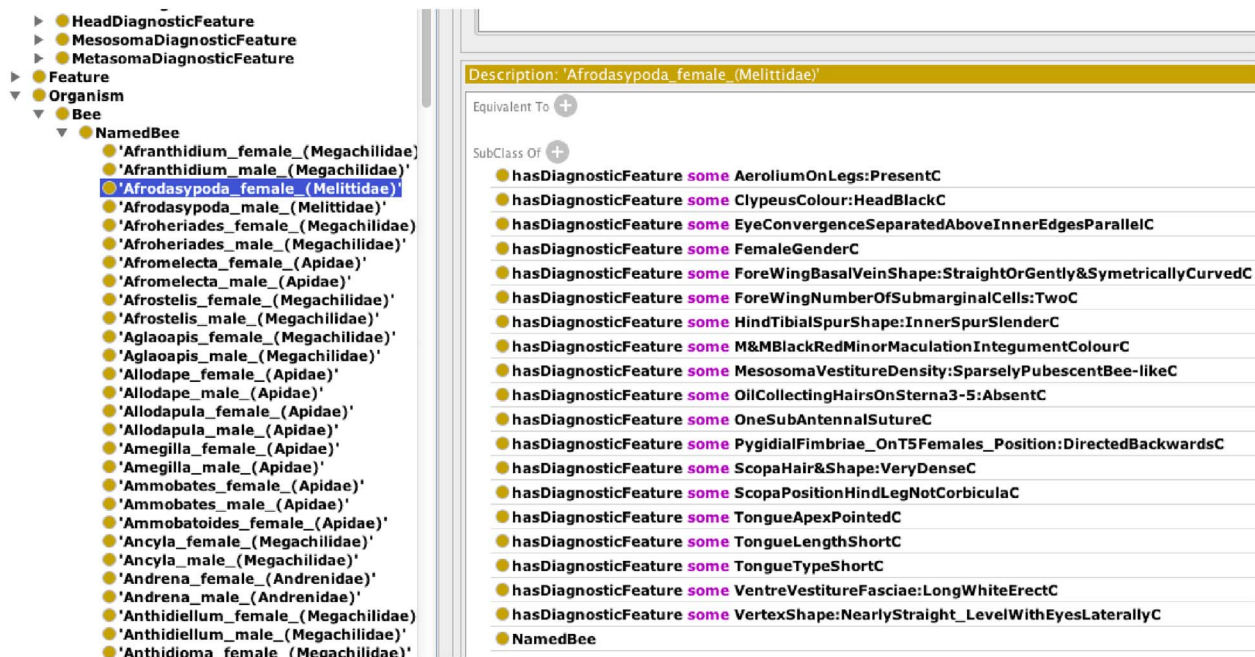 HeadDiagnosticFeature
MesosomaDiagnosticFeature
MetasomaDiagnosticFeature
Feature
Organism
Bee
NamedBee
'Afranthidium_female_(Megachilidae)
'Afranthidium_male_(Megachilidae)'
'Afrodasypoda_female_(Melittidae)'
'Afrodasypoda_male_(Melittidae)'
'Afroheriades_female_(Megachilidae)
'Afroheriades_male_(Megachilidae)'
'Afromelecta_female_(Apidae)'
'Afromelecta_male_(Apidae)'
'Afrostelis_female_(Megachilidae)'
'Afrostelis_male_(Megachilidae)'
'Aglaoapis_female_(Megachilidae)'
'Aglaoapis_male_(Megachilidae)'
'Allodape_female_(Apidae)'
'Allodape_male_(Apidae)'
'Allodapula_female_(Apidae)'
'Allodapula_male_(Apidae)'
'Amegilla_female_(Apidae)'
'Amegilla_male_(Apidae)'
'Ammobates_female_(Apidae)'
'Ammobates_male_(Apidae)'
'Ammobatoides_female_(Apidae)'
'Ancyla_female_(Megachilidae)'
'Ancyla_male_(Megachilidae)'
'Andrena_female_(Andrenidae)'
'Andrena_male_(Andrenidae)'
'Anthidiellum_female_(Megachilidae)
'Anthidiellum_male_(Megachilidae)'
'Anthidioma_female_(Megachilidae)'
Description: 'Afrodasypoda_female_(Melittidae)'
Equivalent To
SubClass Of
hasDiagnosticFeature some AeroliumOnLegs:PresentC
hasDiagnosticFeature some ClypeusColour:HeadBlackC
hasDiagnosticFeature some EyeConvergenceSeparatedAboveInnerEdgesParallelC
hasDiagnosticFeature some FemaleGenderC
hasDiagnosticFeature some ForeWingBasalVeinShape:StraightOrGently&SymetricallyCurvedC
hasDiagnosticFeature some ForeWingNumberOfSubmarginalCells:TwoC
hasDiagnosticFeature some HindTibialSpurShape:InnerSpurSlenderC
hasDiagnosticFeature some M&MBlackRedMinorMaculationIntegumentColourC
hasDiagnosticFeature some MesosomaVestitureDensity:SparselyPubescentBee-likeC
hasDiagnosticFeature some OilCollectingHairsOnSterna3-5:AbsentC
hasDiagnosticFeature some OneSubAntennalSutureC
hasDiagnosticFeature some PygidialFimbriae_OnT5Females_Position:DirectedBackwardsC
hasDiagnosticFeature some ScopaHair&Shape:VeryDenseC
hasDiagnosticFeature some ScopaPositionHindLegNotCorbiculaC
hasDiagnosticFeature some TongueApexPointedC
hasDiagnosticFeature some TongueLengthShortC
hasDiagnosticFeature some TongueTypeShortC
hasDiagnosticFeature some VentreVestitureFasciae:LongWhiteErectC
hasDiagnosticFeature some VertexShape:NearlyStraight_LevelWithEyesLaterallyC
NamedBee